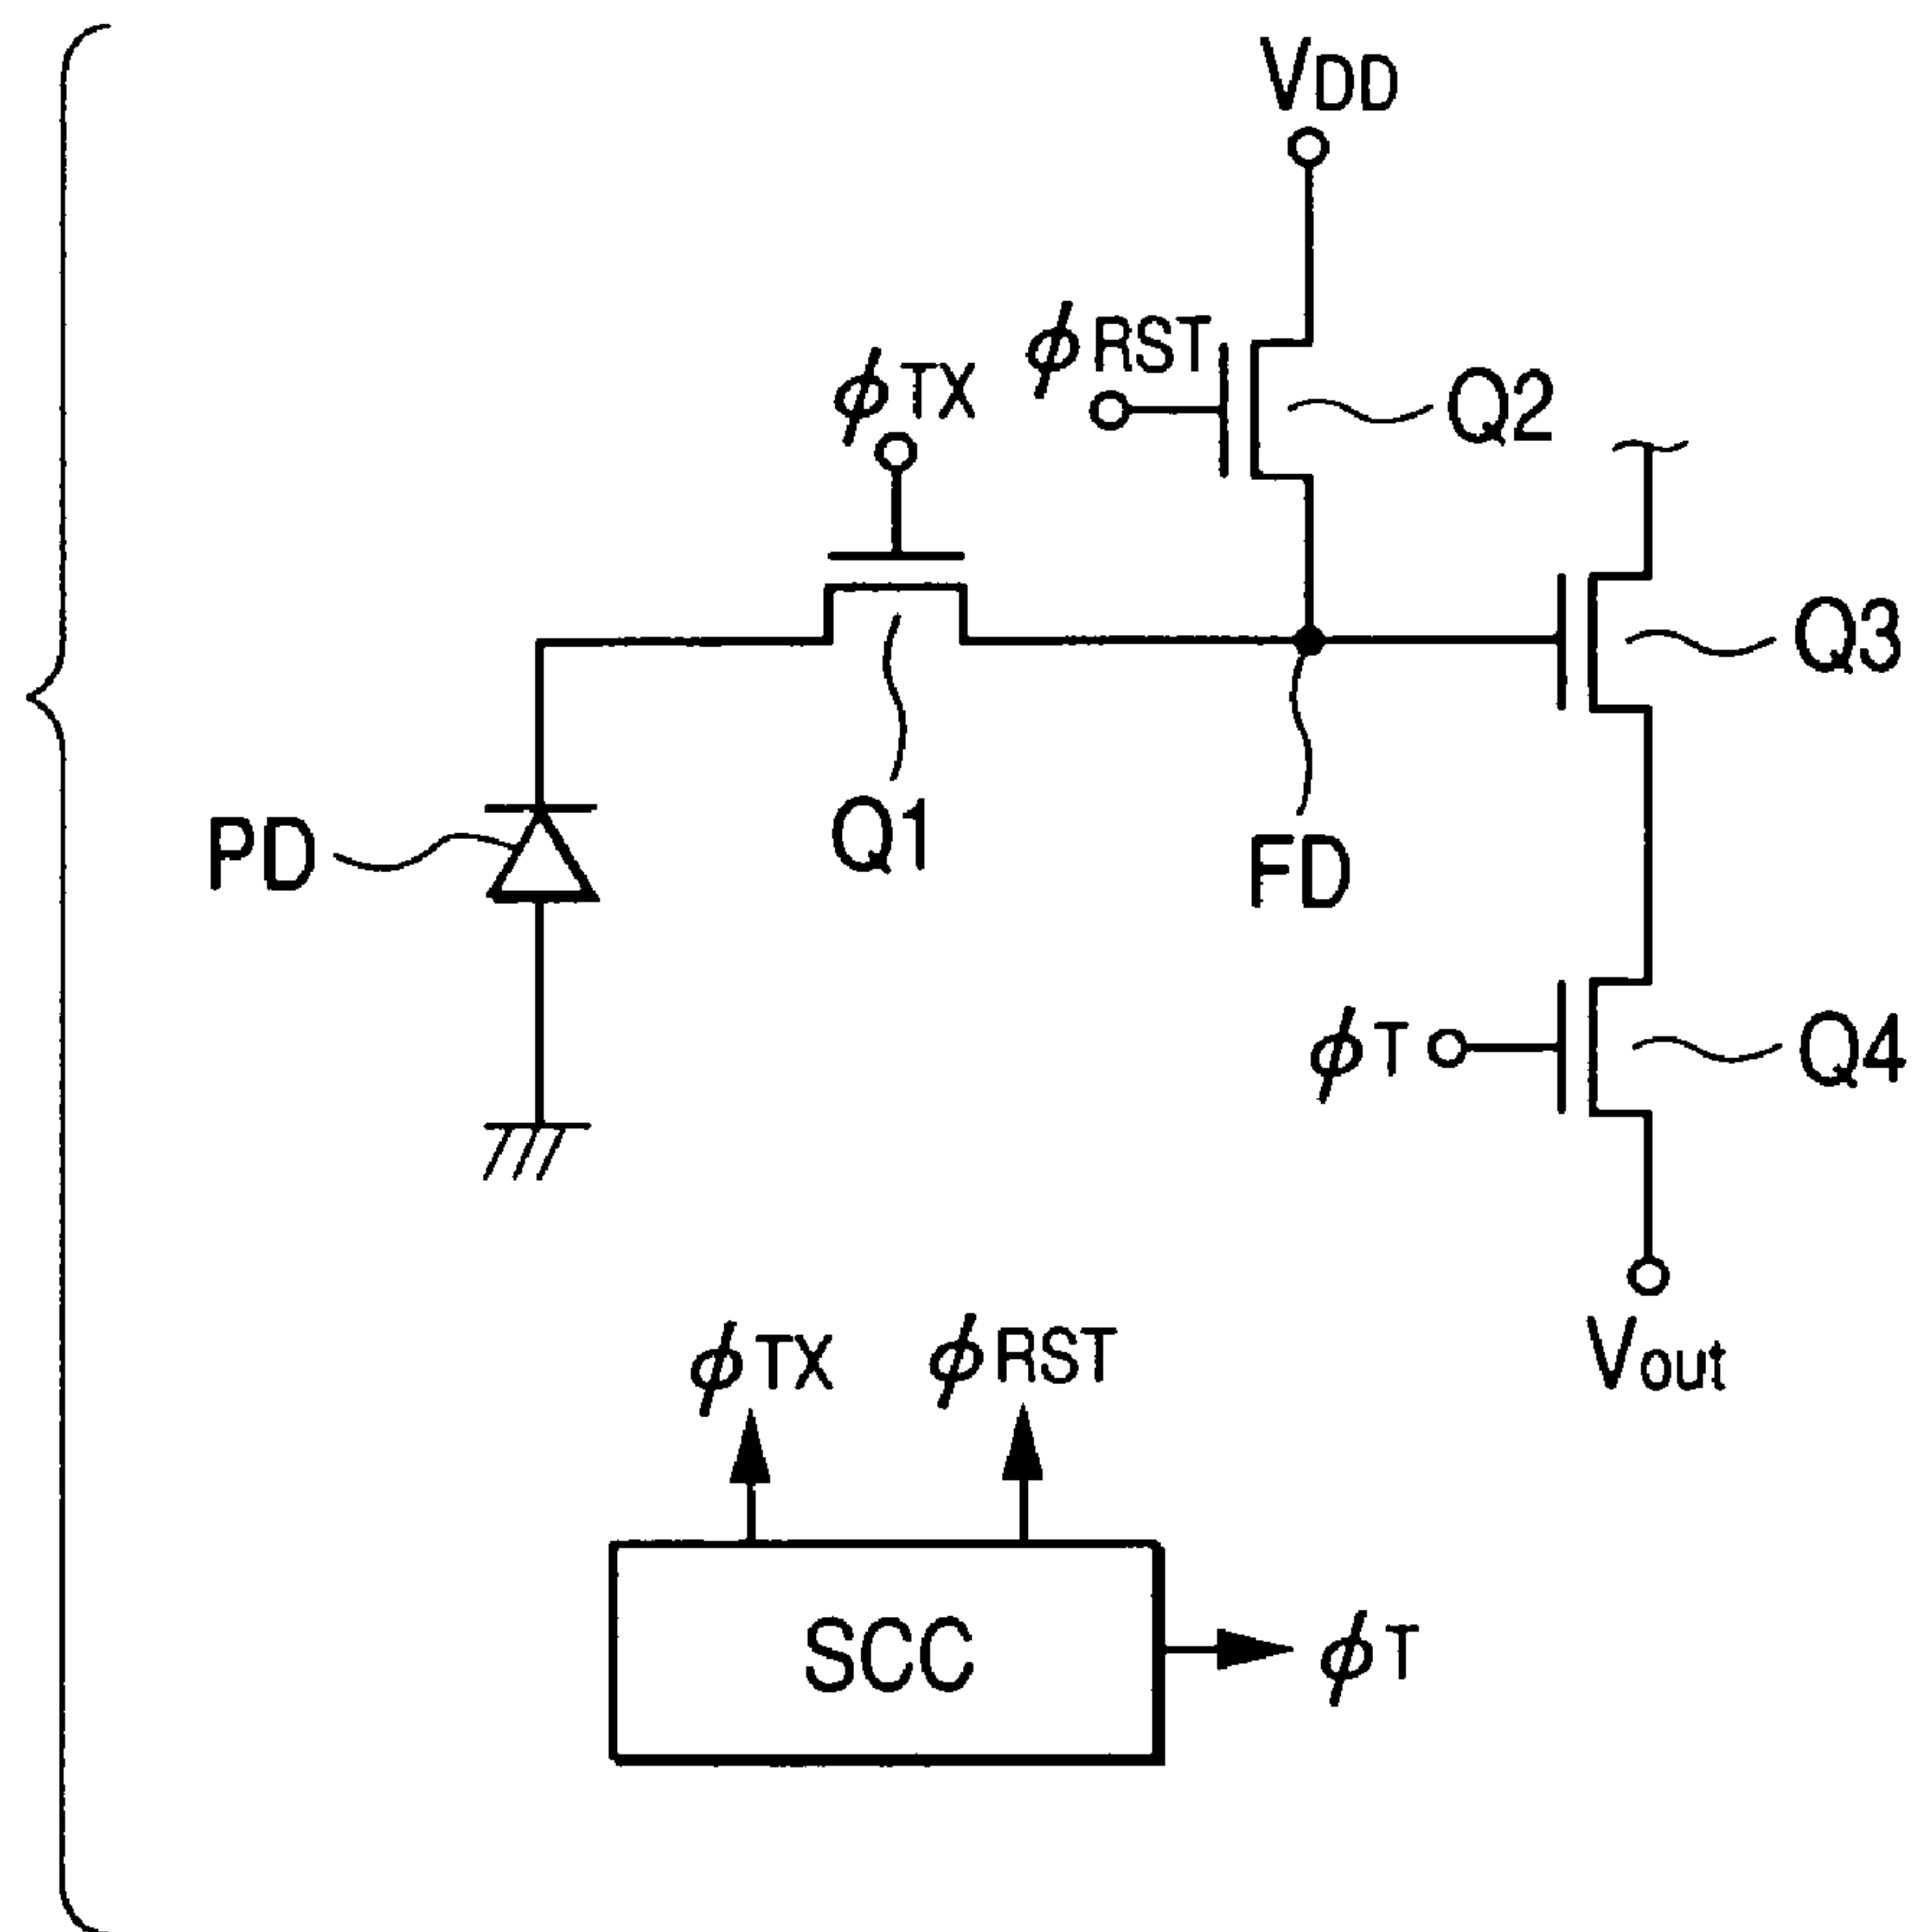 VDD
ϕRST
ϕTX
Q2
Q3
PD
Q1
FD
ϕT
Q4
Vout
ϕTX
ϕRST
SCC
ϕT